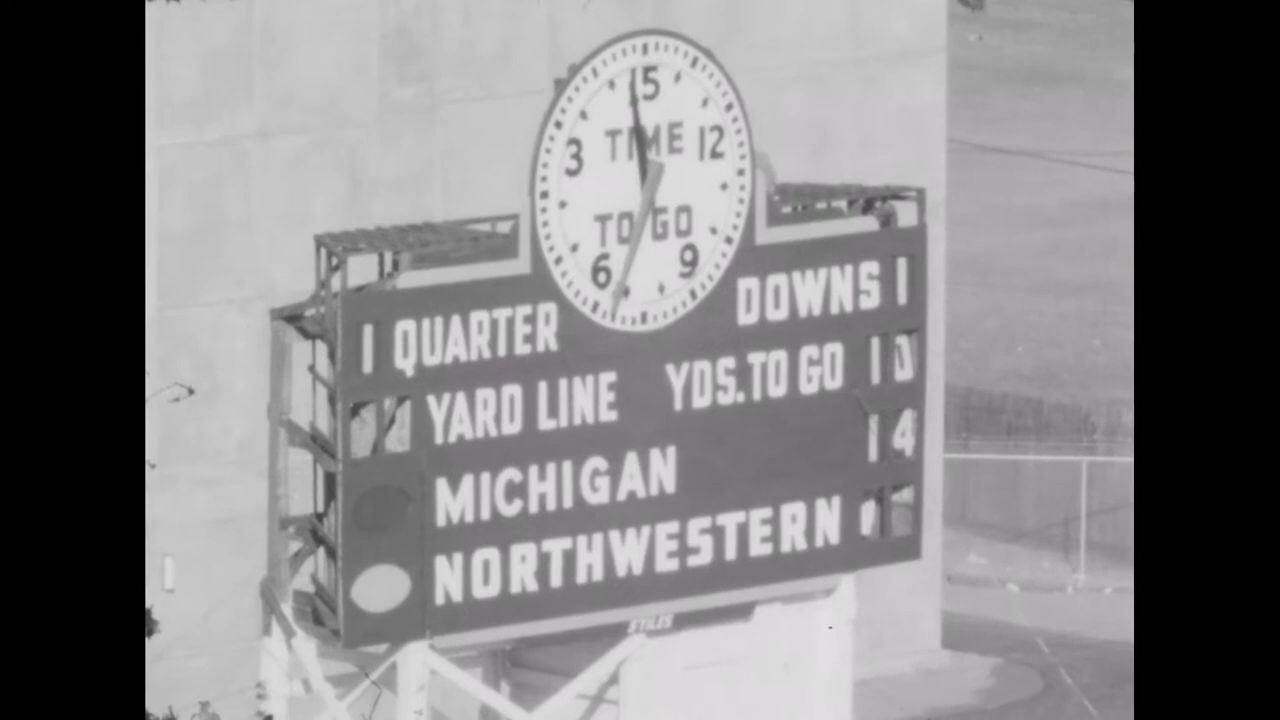 15
3 TIME 12
TO GO
6 9
1 QUARTER DOWNS 1
YARD LINE YDS. TO GO 10
MICHIGAN 14
NORTHWESTERN
STILES